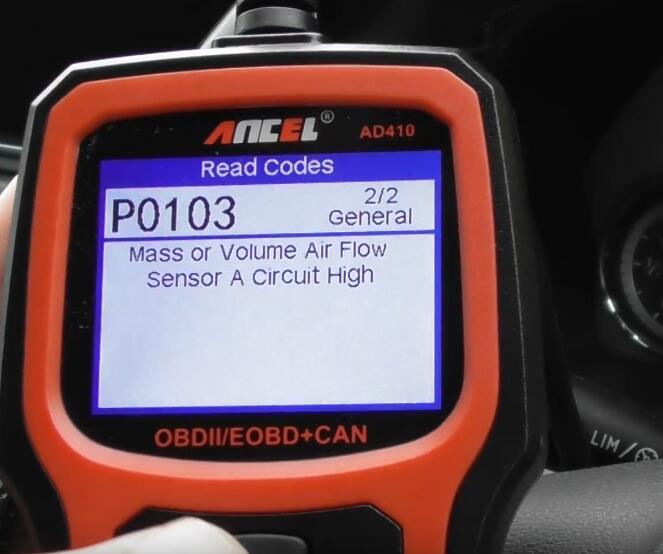 ANCEL®
AD410
Read Codes
P0103
2/2
General
Mass or Volume Air Flow
Sensor A Circuit High
OBDII/EOBD+CAN
LIM/